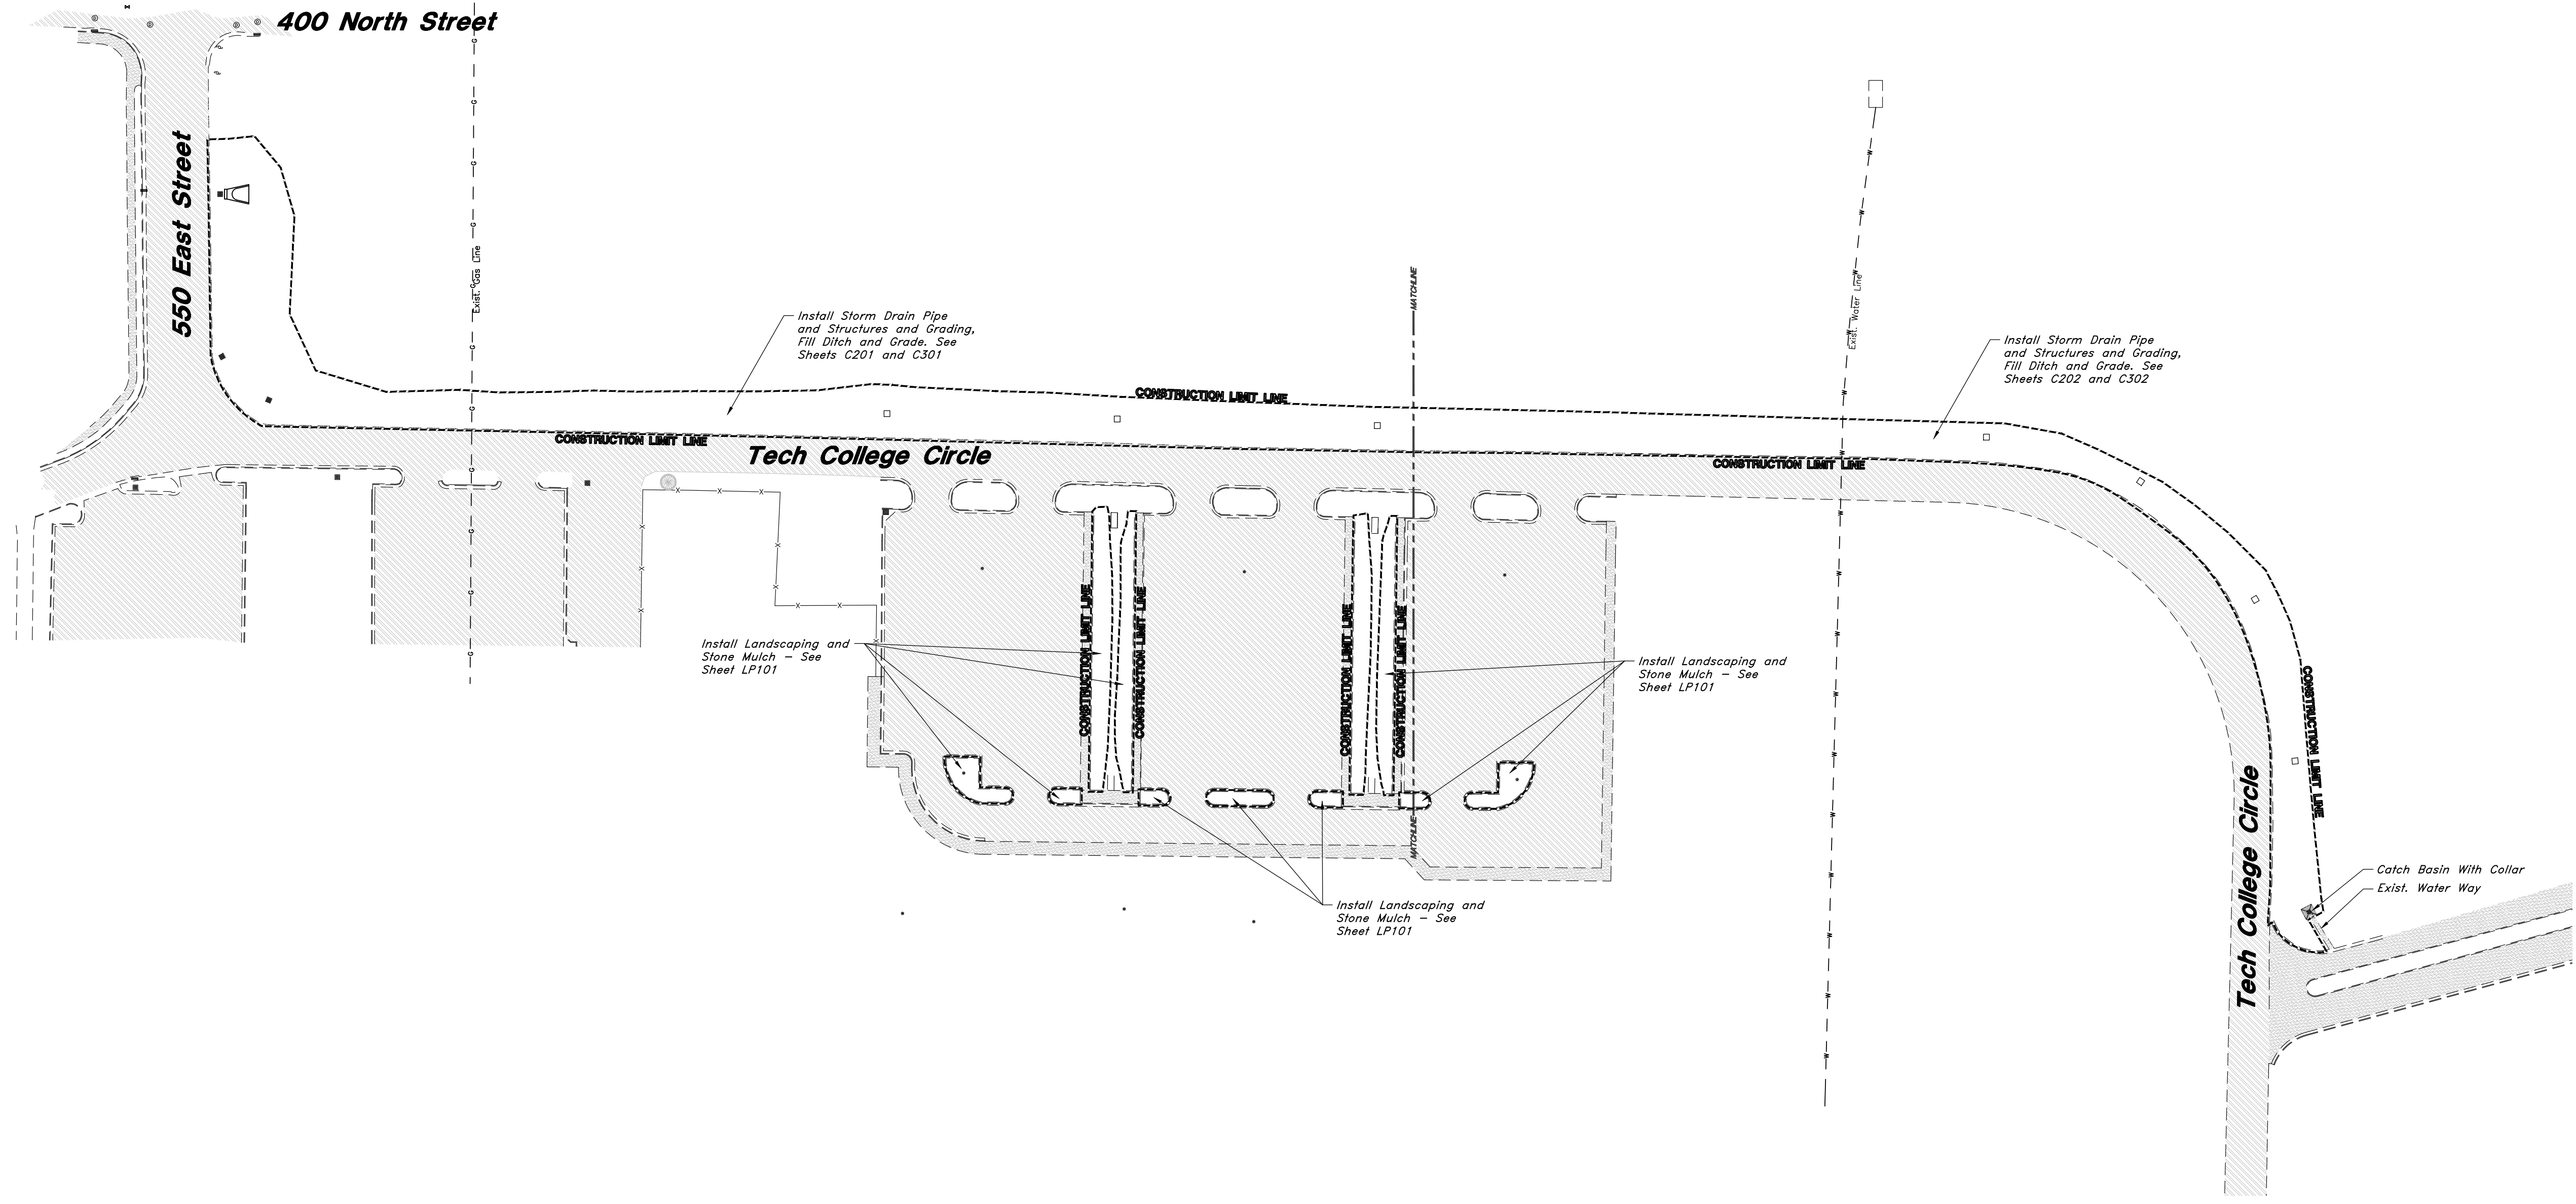 400 North Street
550 East Street
Exist. Gas Line
G
G
G
G
G
G
G
G
G
G
G
G
MATCHLINE
W
W
W
W
Exist. Water Line
Install Storm Drain Pipe
and Structures and Grading,
Fill Ditch and Grade. See
Sheets C201 and C301
Install Storm Drain Pipe
and Structures and Grading,
Fill Ditch and Grade. See
Sheets C202 and C302
CONSTRUCTION LIMIT LINE
CONSTRUCTION LIMIT LINE
Tech College Circle
CONSTRUCTION LIMIT LINE
W
W
W
W
W
W
W
W
W
W
W
W
X
X
X
X
X
X
X
X
X
X
X
Install Landscaping and
Stone Mulch – See
Sheet LP101
CONSTRUCTION LIMIT LINE
CONSTRUCTION LIMIT LINE
CONSTRUCTION LIMIT LINE
CONSTRUCTION LIMIT LINE
Install Landscaping and
Stone Mulch – See
Sheet LP101
CONSTRUCTION LIMIT LINE
MATCHLINE
Tech College Circle
Catch Basin With Collar
Exist. Water Way
Install Landscaping and
Stone Mulch – See
Sheet LP101